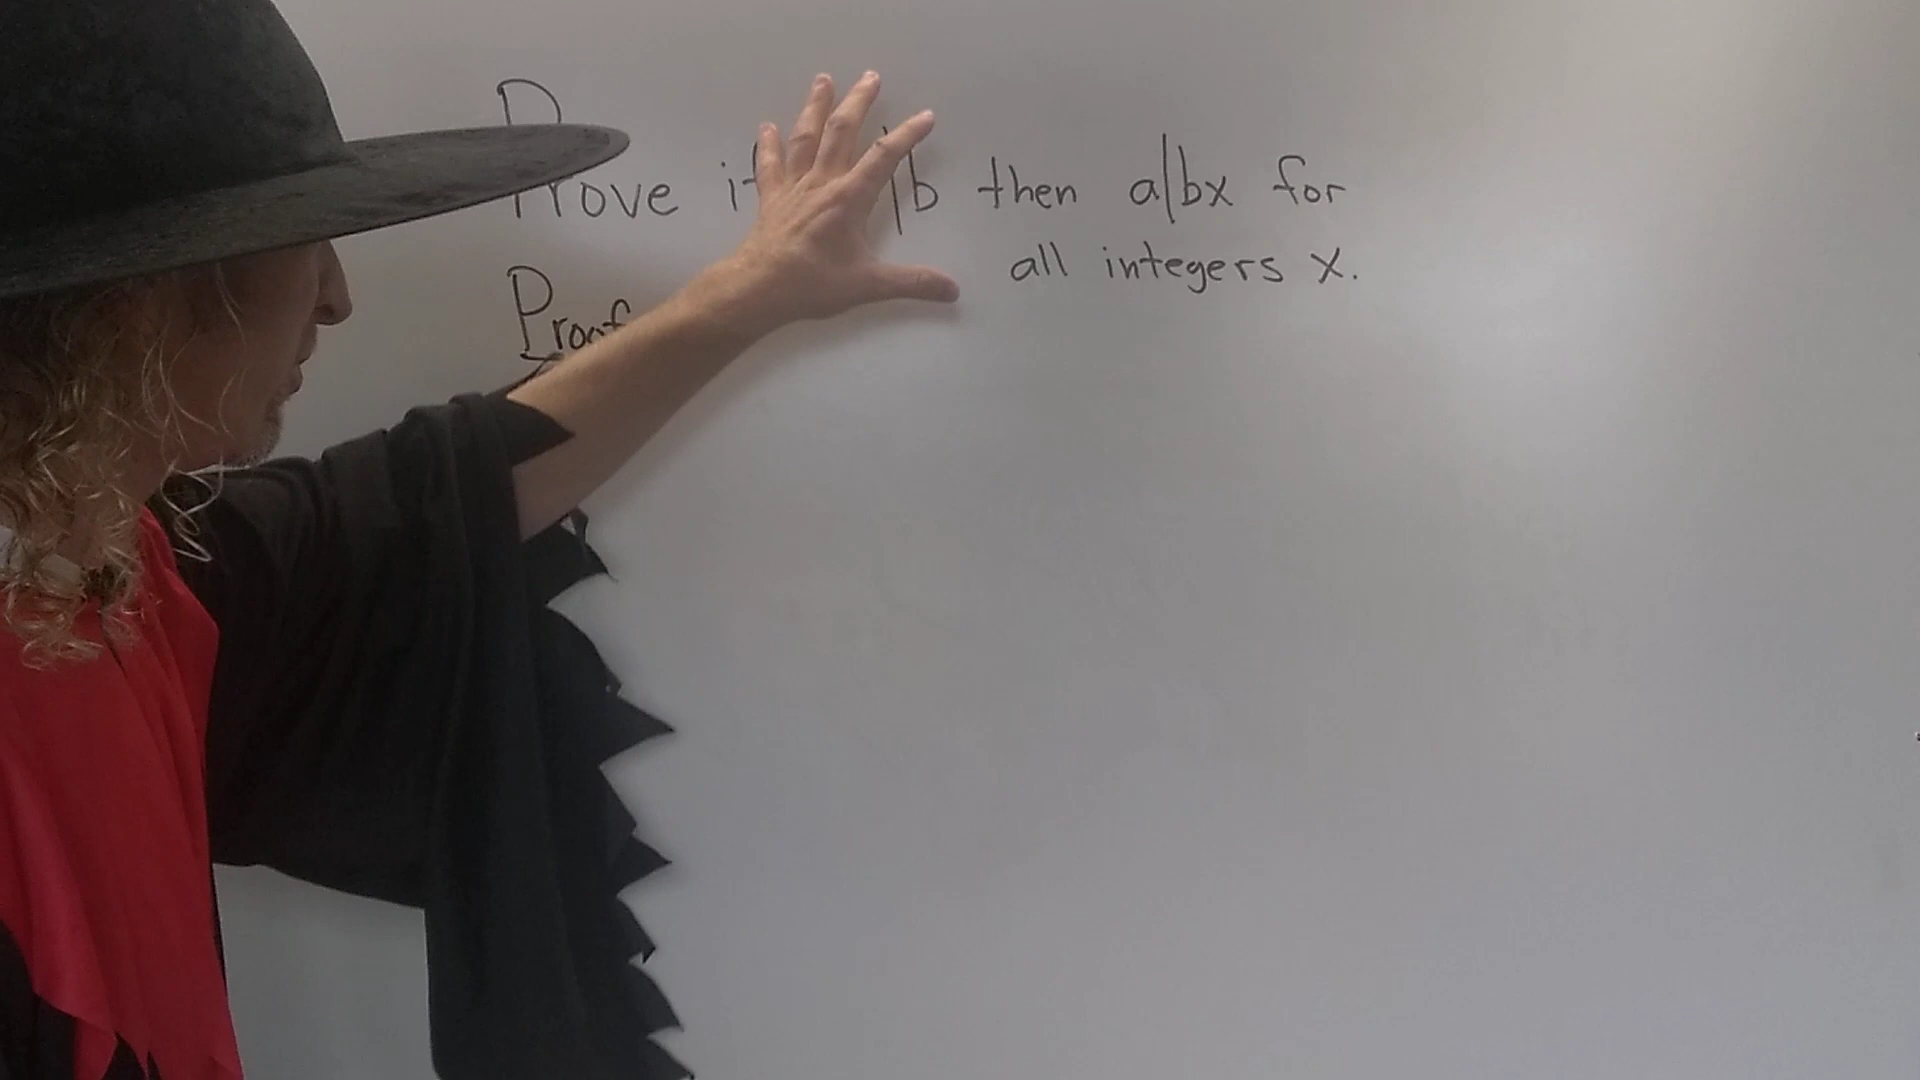 Prove if |b then a|bx for
all integers x.
Proof